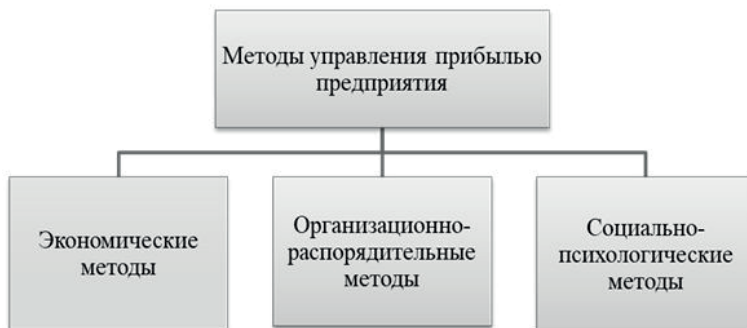 Методы управления прибылью
предприятия
Экономические
методы
Организационно-
распорядительные
методы
Социально-
психологические
методы